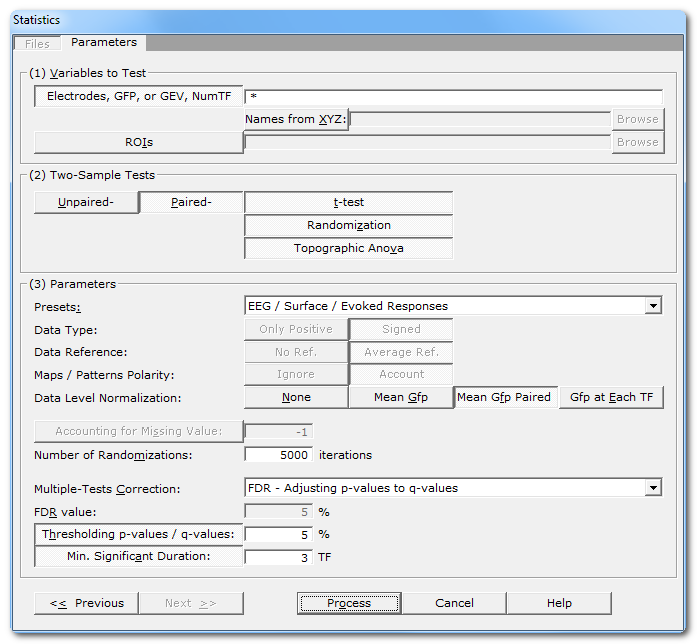 Statistics
Files Parameters
(1) Variables to Test
Electrodes, GFP, or GEV, NumTF *
Names from XYZ: Browse
ROIs Browse
(2) Two-Sample Tests
Unpaired- Paired- t-test
Randomization
Topographic Anova
(3) Parameters
Presets: EEG / Surface / Evoked Responses
Data Type: Only Positive Signed
Data Reference: No Ref. Average Ref.
Maps / Patterns Polarity: Ignore Account
Data Level Normalization: None Mean Gfp Mean Gfp Paired Gfp at Each TF
Accounting for Missing Value: -1
Number of Randomizations: 5000 iterations
Multiple-Tests Correction: FDR - Adjusting p-values to q-values
FDR value: 5 %
Thresholding p-values / q-values: 5 %
Min. Significant Duration: 3 TF
<< Previous Next >> Process Cancel Help